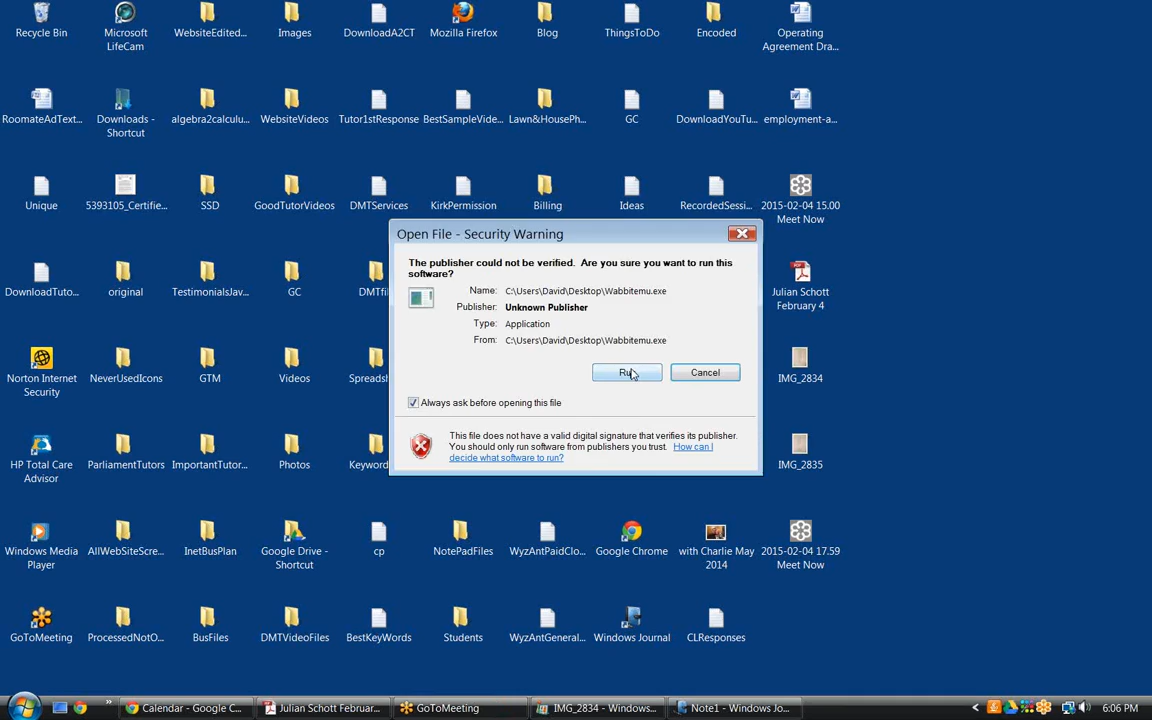 Recycle Bin
Microsoft
LifeCam
WebsiteEdited...
Images
DownloadA2CT
Mozilla Firefox
Blog
ThingsToDo
Encoded
Operating
Agreement Dra...
RoomateAdText...
Downloads -
Shortcut
algebra2calculu...
WebsiteVideos
Tutor1stResponse
BestSampleVide...
Lawn&HousePh...
GC
DownloadYouTu...
employment-a...
Unique
5393105_Certifie...
SSD
GoodTutorVideos
DMTServices
KirkPermission
Billing
Ideas
RecordedSessi...
2015-02-04 15.00
Meet Now
Open File - Security Warning
The publisher could not be verified. Are you sure you want to run this
software?
Name: C:\Users\David\Desktop\Wabbitemu.exe
Publisher: Unknown Publisher
Type: Application
From: C:\Users\David\Desktop\Wabbitemu.exe
Cancel
Always ask before opening this file
This file does not have a valid digital signature that verifies its publisher.
You should only run software from publishers you trust. How can I
decide what software to run?
DownloadTuto...
original
TestimonialsJav...
GC
Julian Schott
February 4
Norton Internet
Security
NeverUsedIcons
GTM
Videos
IMG_2834
HP Total Care
Advisor
ParliamentTutors
ImportantTutor...
Photos
IMG_2835
Windows Media
Player
AllWebSiteScre...
InetBusPlan
Google Drive -
Shortcut
cp
NotePadFiles
WyzAntPaidClo...
Google Chrome
with Charlie May
2014
2015-02-04 17.59
Meet Now
GoToMeeting
ProcessedNotO...
BusFiles
DMTVideoFiles
BestKeyWords
Students
WyzAntGeneral...
Windows Journal
CLResponses
Calendar - Google C...
Julian Schott Februar...
GoToMeeting
IMG_2834 - Windows...
Note1 - Windows Jo...
6:06 PM